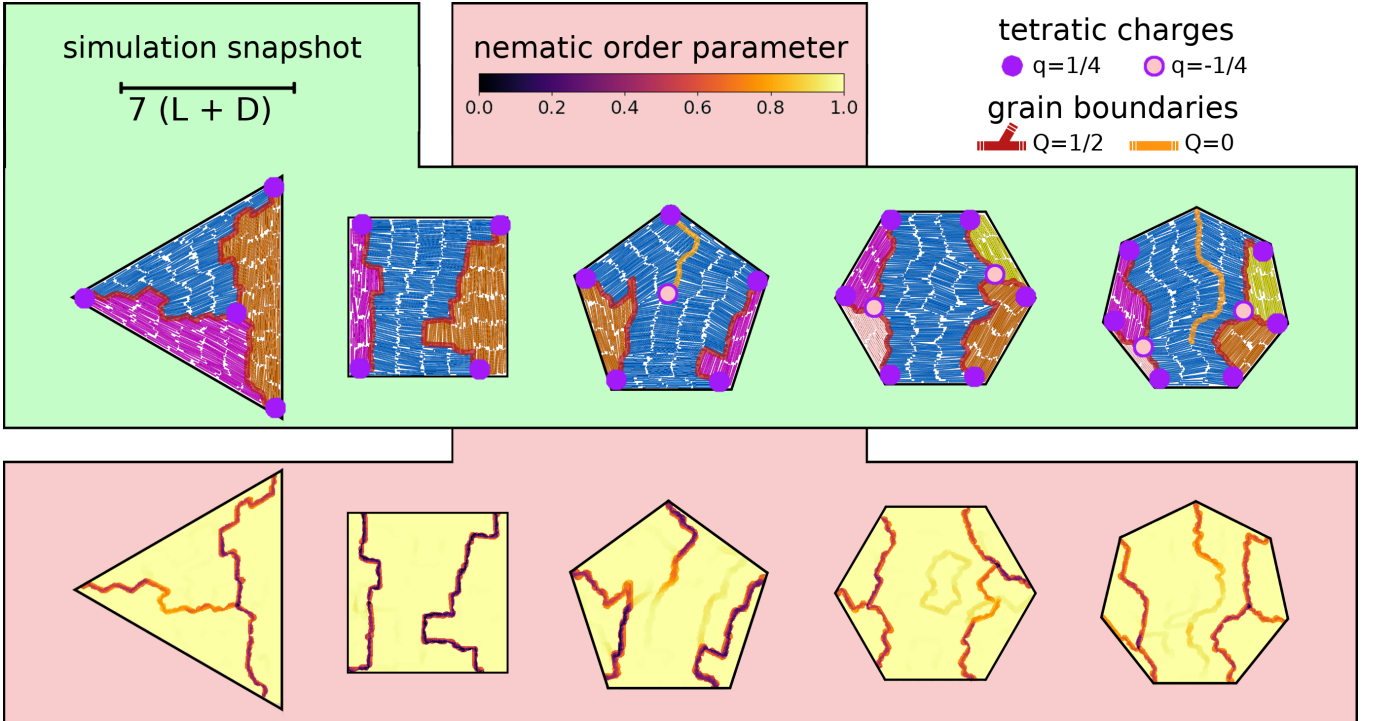 simulation snapshot
7 (L + D)
nematic order parameter
0.0 0.2 0.4 0.6 0.8 1.0
tetratic charges
q=1/4 q=-1/4
grain boundaries
Q=1/2 Q=0